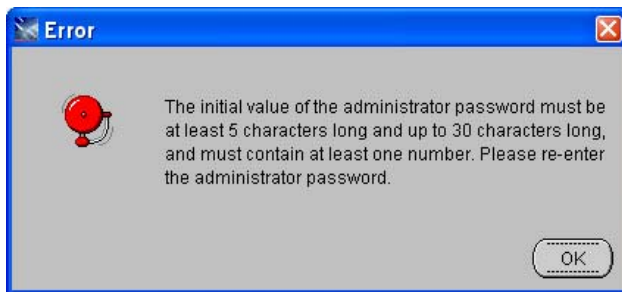 Error
The initial value of the administrator password must be
at least 5 characters long and up to 30 characters long,
and must contain at least one number. Please re-enter
the administrator password.
OK